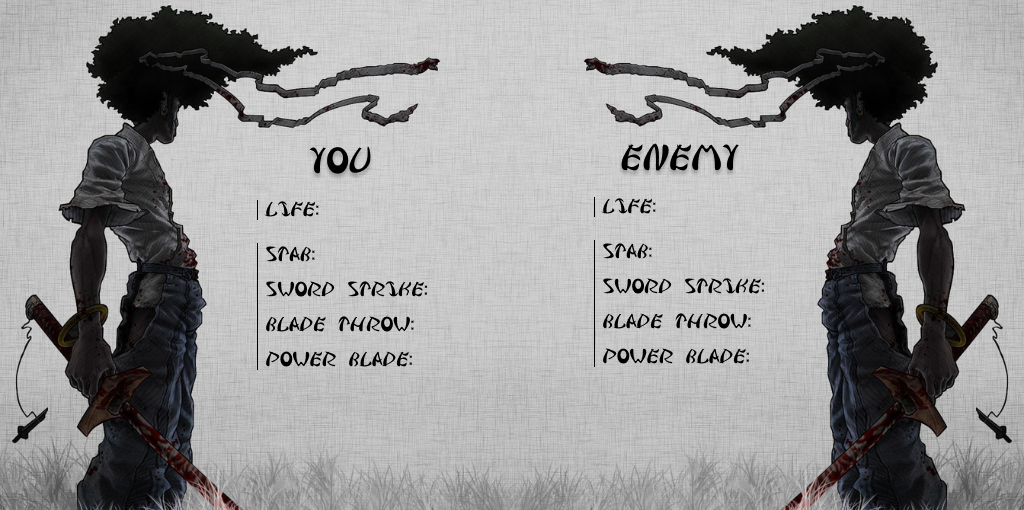 YOU
LIFE:
STAB:
SWORD STRIKE:
BLADE THROW:
POWER BLADE:
ENEMY
LIFE:
STAB:
SWORD STRIKE:
BLADE THROW:
POWER BLADE: